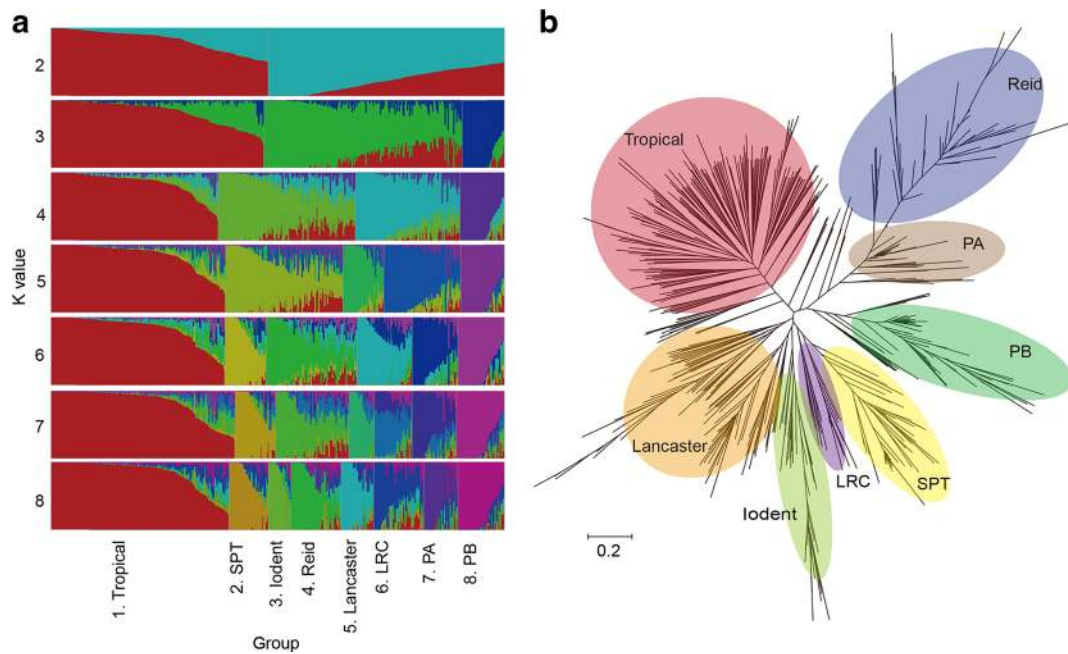 a
K value
2
3
4
5
6
7
8
1. Tropical
2. SPT
3. Iodent
4. Reid
5. Lancaster
6. LRC
7. PA
8. PB
Group
b
Reid
Tropical
PA
PB
Lancaster
LRC
SPT
Iodent
0.2